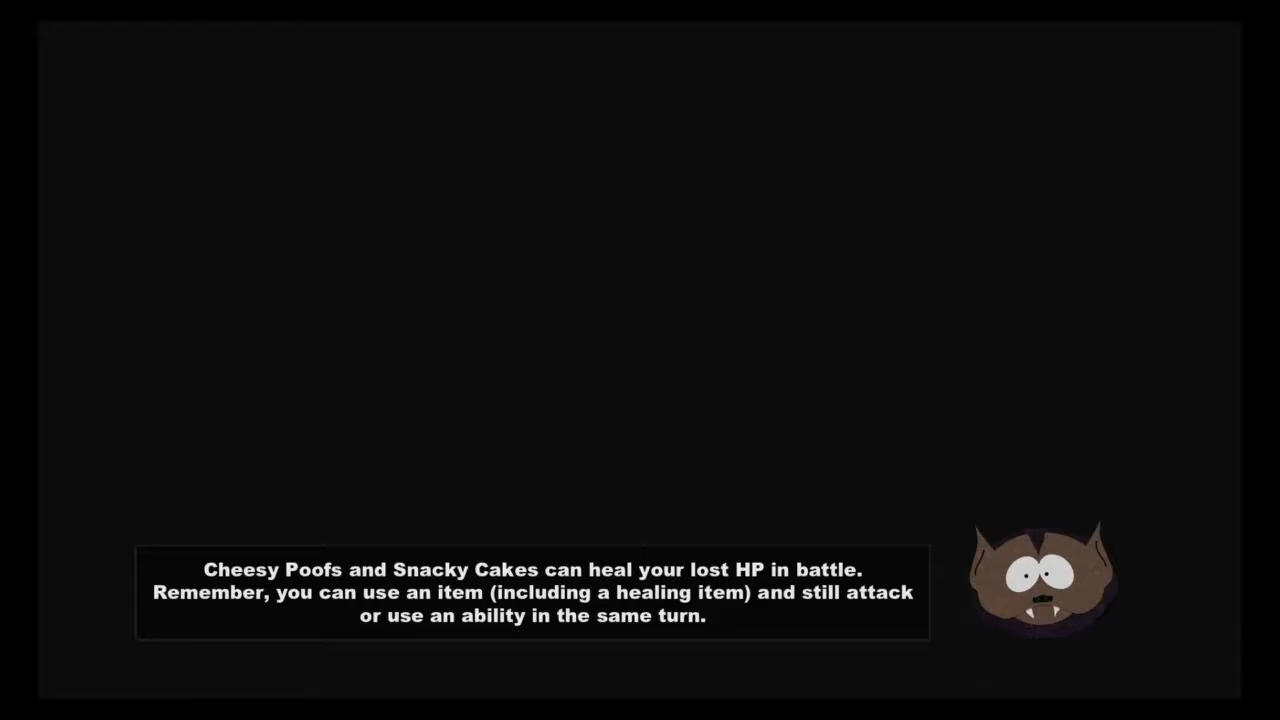 Cheesy Poofs and Snacky Cakes can heal your lost HP in battle.
Remember, you can use an item (including a healing item) and still attack
or use an ability in the same turn.